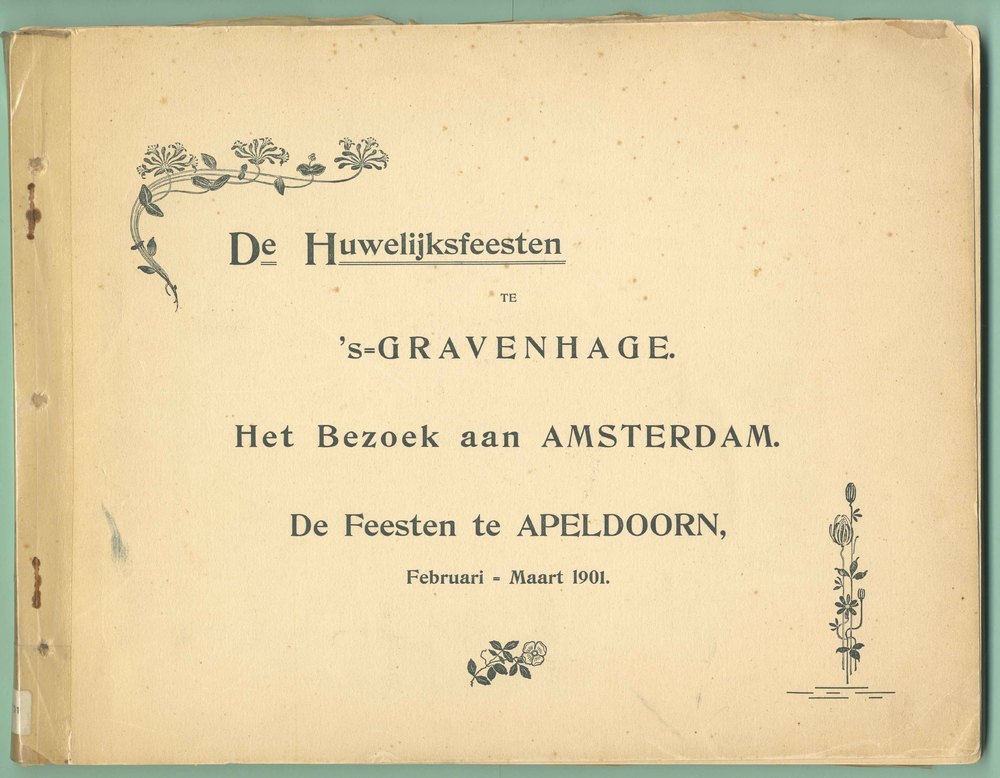 De Huwelijksfeesten
TE
's=GRAVENHAGE.
Het Bezoek aan AMSTERDAM.
De Feesten te APELDOORN,
Februari = Maart 1901.